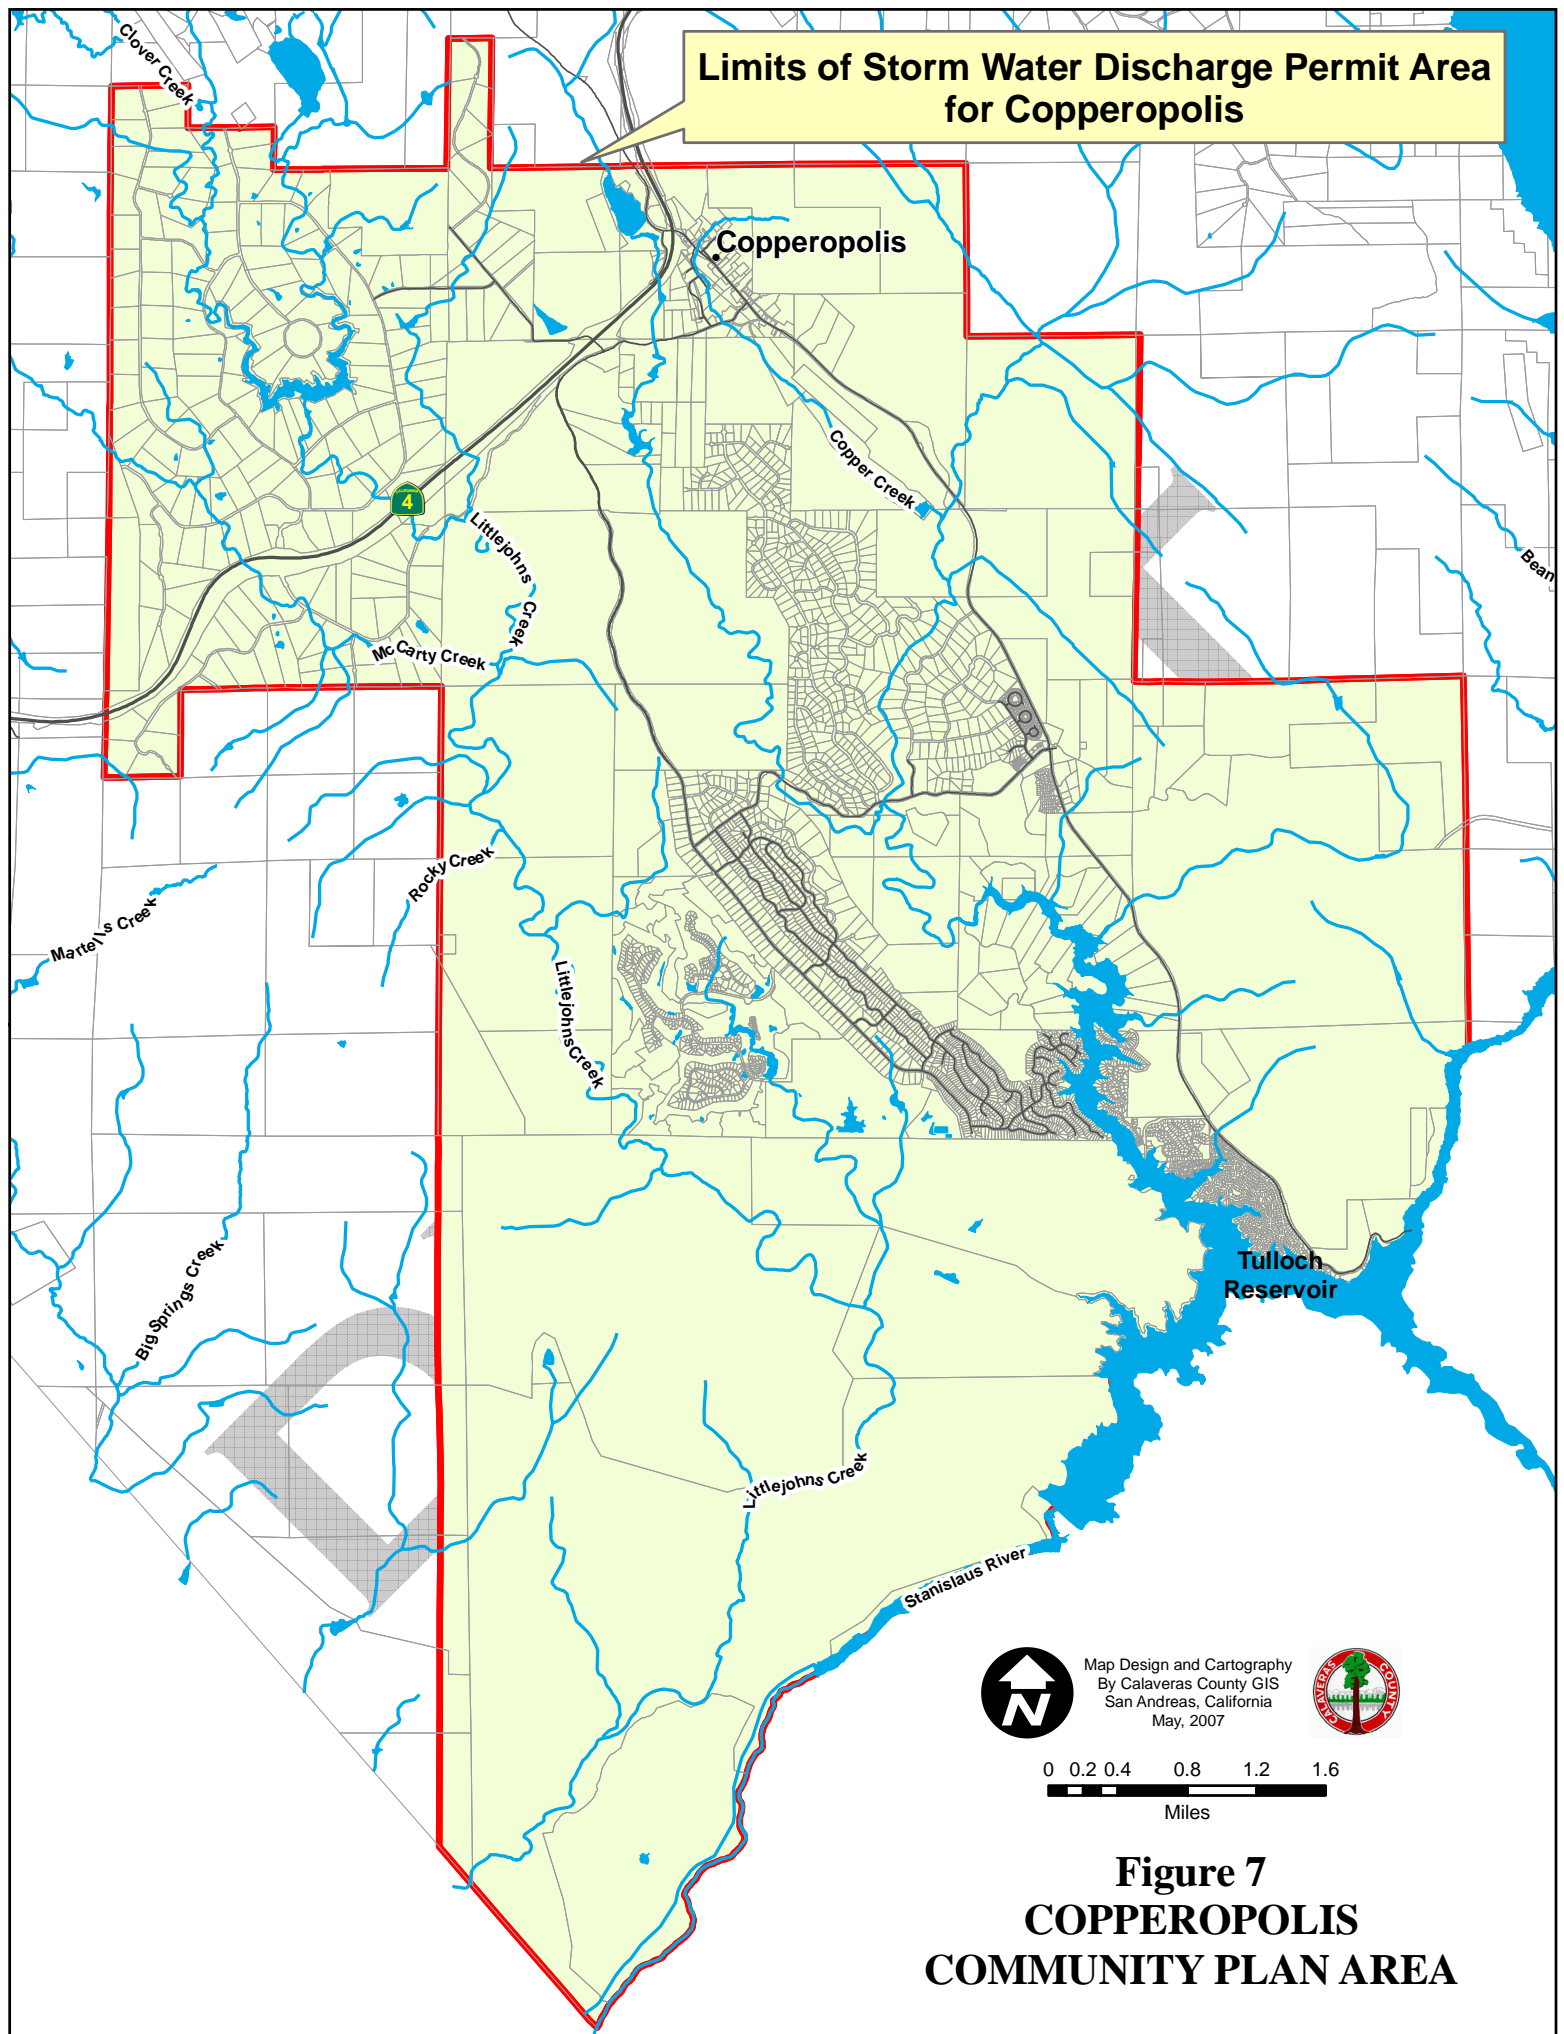 Limits of Storm Water Discharge Permit Area
for Copperopolis
Clover Creek
Copperopolis
Copper Creek
CALIFORNIA
4
Littlejohns Creek
Bean
McCarty Creek
Rocky Creek
Martells Creek
Littlejohns Creek
Big Springs Creek
Tulloch
Reservoir
Littlejohns Creek
Stanislaus River
N
Map Design and Cartography
By Calaveras County GIS
San Andreas, California
May, 2007
CALAVERAS COUNTY
0 0.2 0.4 0.8 1.2 1.6
Miles
Figure 7
COPPEROPOLIS
COMMUNITY PLAN AREA